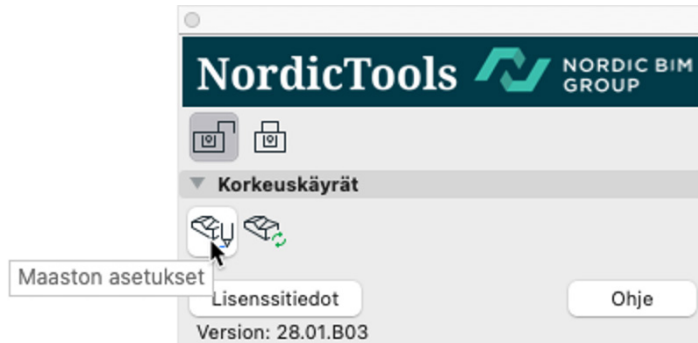 NordicTools NORDIC BIM
GROUP
Korkeuskäyrät
Maaston asetukset
Lisenssitiedot Ohje
Version: 28.01.B03